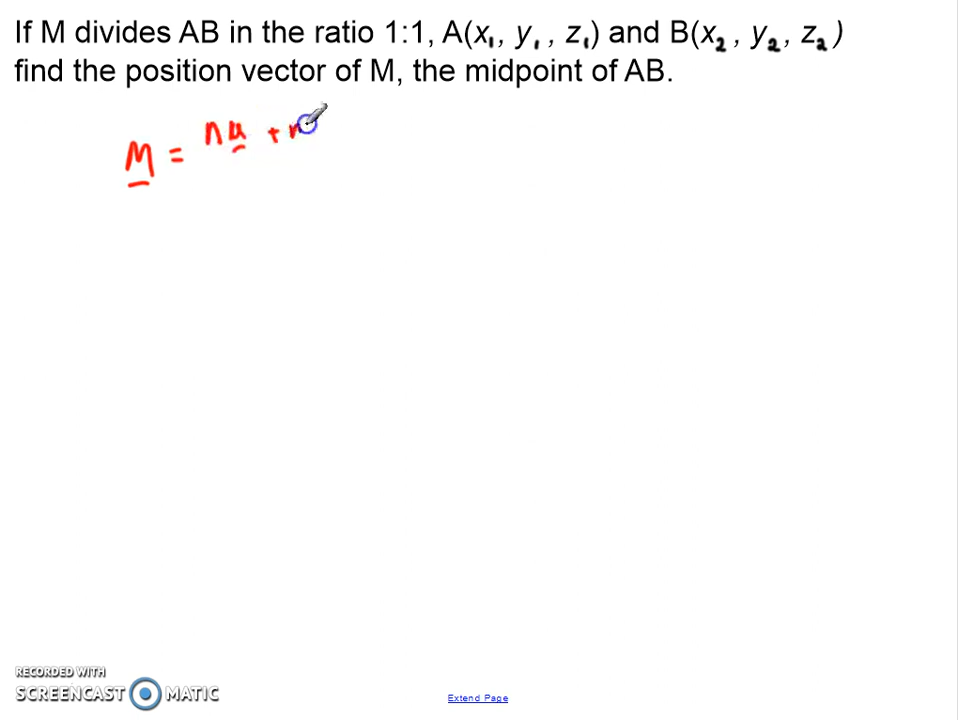 If M divides AB in the ratio 1:1, A(x₁, y₁, z₁) and B(x₂, y₂, z₂)
find the position vector of M, the midpoint of AB.
M = na +
RECORDED WITH
SCREENCAST MATIC
Extend Page